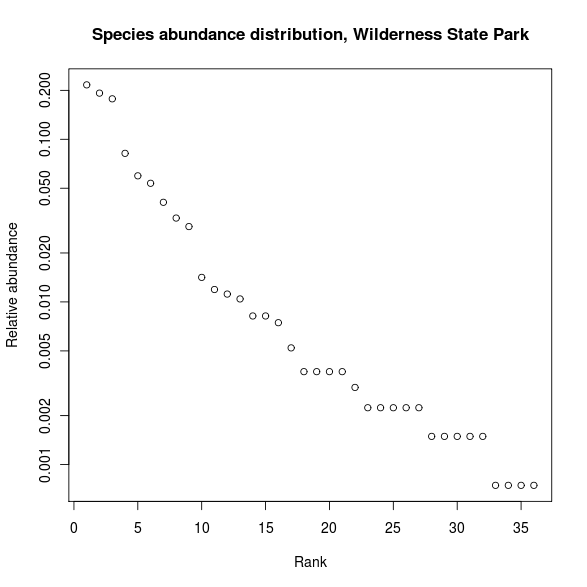 Species abundance distribution, Wilderness State Park
Relative abundance
0.200
0.100
0.050
0.020
0.010
0.005
0.002
0.001
0 5 10 15 20 25 30 35
Rank